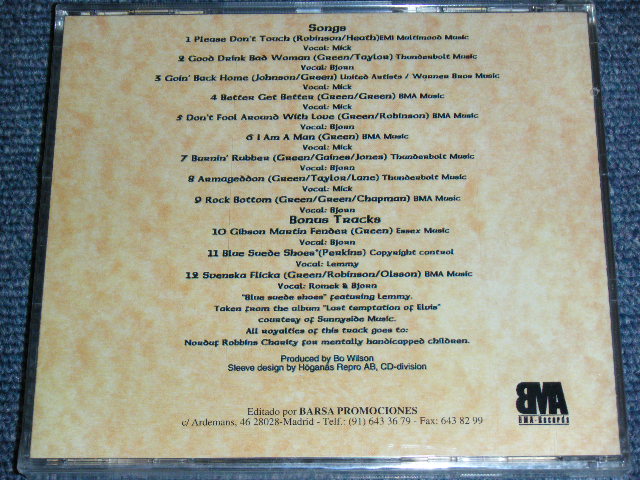 Songs
1 Please Don't Touch (Robinson/Heath)EMI Multimood Music
Vocal: Mick
2 Good Drink Bad Woman (Green/Taylor) Thunderbolt Music
Vocal: Bjorn
3 Goin' Back Home (Johnson/Green) United Artists / Warner Bros Music
Vocal: Mick
4 Better Get Better (Green/Green) BMA Music
Vocal: Mick
5 Don't Fool Around With Love (Green/Robinson) BMA Music
Vocal: Bjorn
6 I Am A Man (Green) BMA Music
Vocal: Mick
7 Burnin' Rubber (Green/Gaines/Jones) Thunderbolt Music
Vocal: Bjorn
8 Armageddon (Green/Taylor/Lane) Thunderbolt Music
Vocal: Mick
9 Rock Bottom (Green/Green/Chapman) BMA Music
Vocal: Bjorn
Bonus Tracks
10 Gibson Martin Fender (Green) Essex Music
Vocal: Bjorn
11 Blue Suede Shoes*(Perkins) Copyright control
Vocal: Lemmy
12 Svenska Flicka (Green/Robinson/Olsson) BMA Music
Vocal: Romek & Bjorn
"Blue suede shoes" featuring Lemmy.
Taken from the album "Last temptation of Elvis"
courtesy of Sunnyside Music.
All royalties of this track goes to:
Norduf Robbins Charity for mentally handicapped children.
Produced by Bo Wilson
Sleeve design by Höganäs Repro AB, CD-division
Editado por BARSA PROMOCIONES
c/ Ardemans, 46 28028-Madrid - Telf.: (91) 643 36 79 - Fax: 643 82 99
BMA
BMA-Records